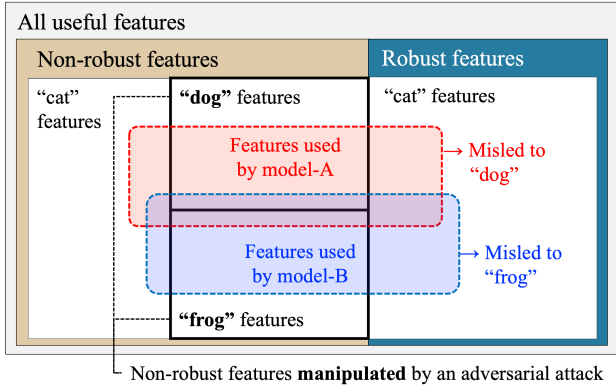 All useful features
Non-robust features
Robust features
“cat”
features
“dog” features
“cat” features
Features used
by model-A
Misled to
“dog”
Features used
by model-B
Misled to
“frog”
“frog” features
Non-robust features manipulated by an adversarial attack